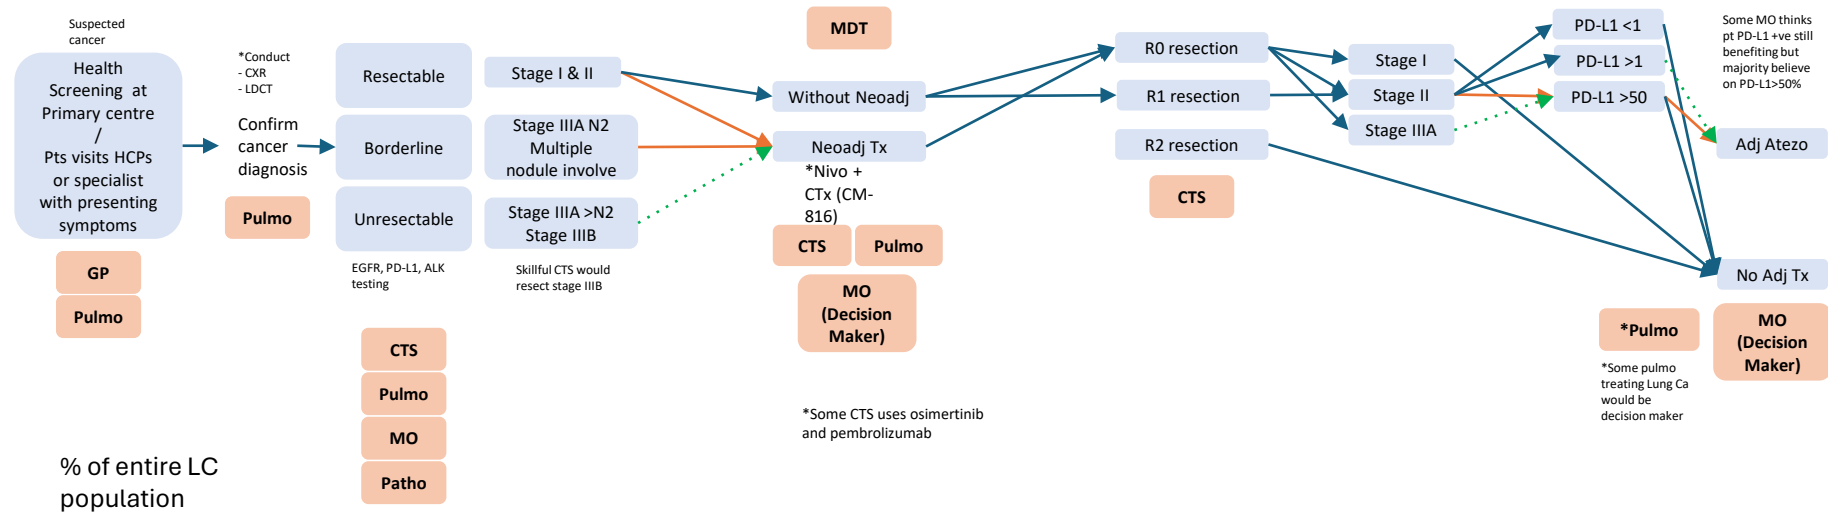 Suspected
cancer
Health
Screening at
Primary centre
/
Pts visits HCPs
or specialist
with presenting
symptoms
GP
Pulmo
*Conduct
- CXR
- LDCT
Confirm
cancer
diagnosis
Pulmo
Resectable
Borderline
Unresectable
EGFR, PD-L1, ALK
testing
CTS
Pulmo
MO
Patho
Stage I & II
Stage IIIA N2
Multiple
nodule involve
Stage IIIA >N2
Stage IIIB
Skillful CTS would
resect stage IIIB
MDT
Without Neoadj
Neoadj Tx
*Nivo +
CTx (CM-
816)
CTS
Pulmo
MO
(Decision
Maker)
*Some CTS uses osimertinib
and pembrolizumab
R0 resection
R1 resection
R2 resection
CTS
Stage I
Stage II
Stage IIIA
PD-L1 <1
PD-L1 >1
PD-L1 >50
Some MO thinks
pt PD-L1 +ve still
benefiting but
majority believe
on PD-L1>50%
Adj Atezo
No Adj Tx
*Pulmo
*Some pulmo
treating Lung Ca
would be
decision maker
MO
(Decision
Maker)
% of entire LC
population